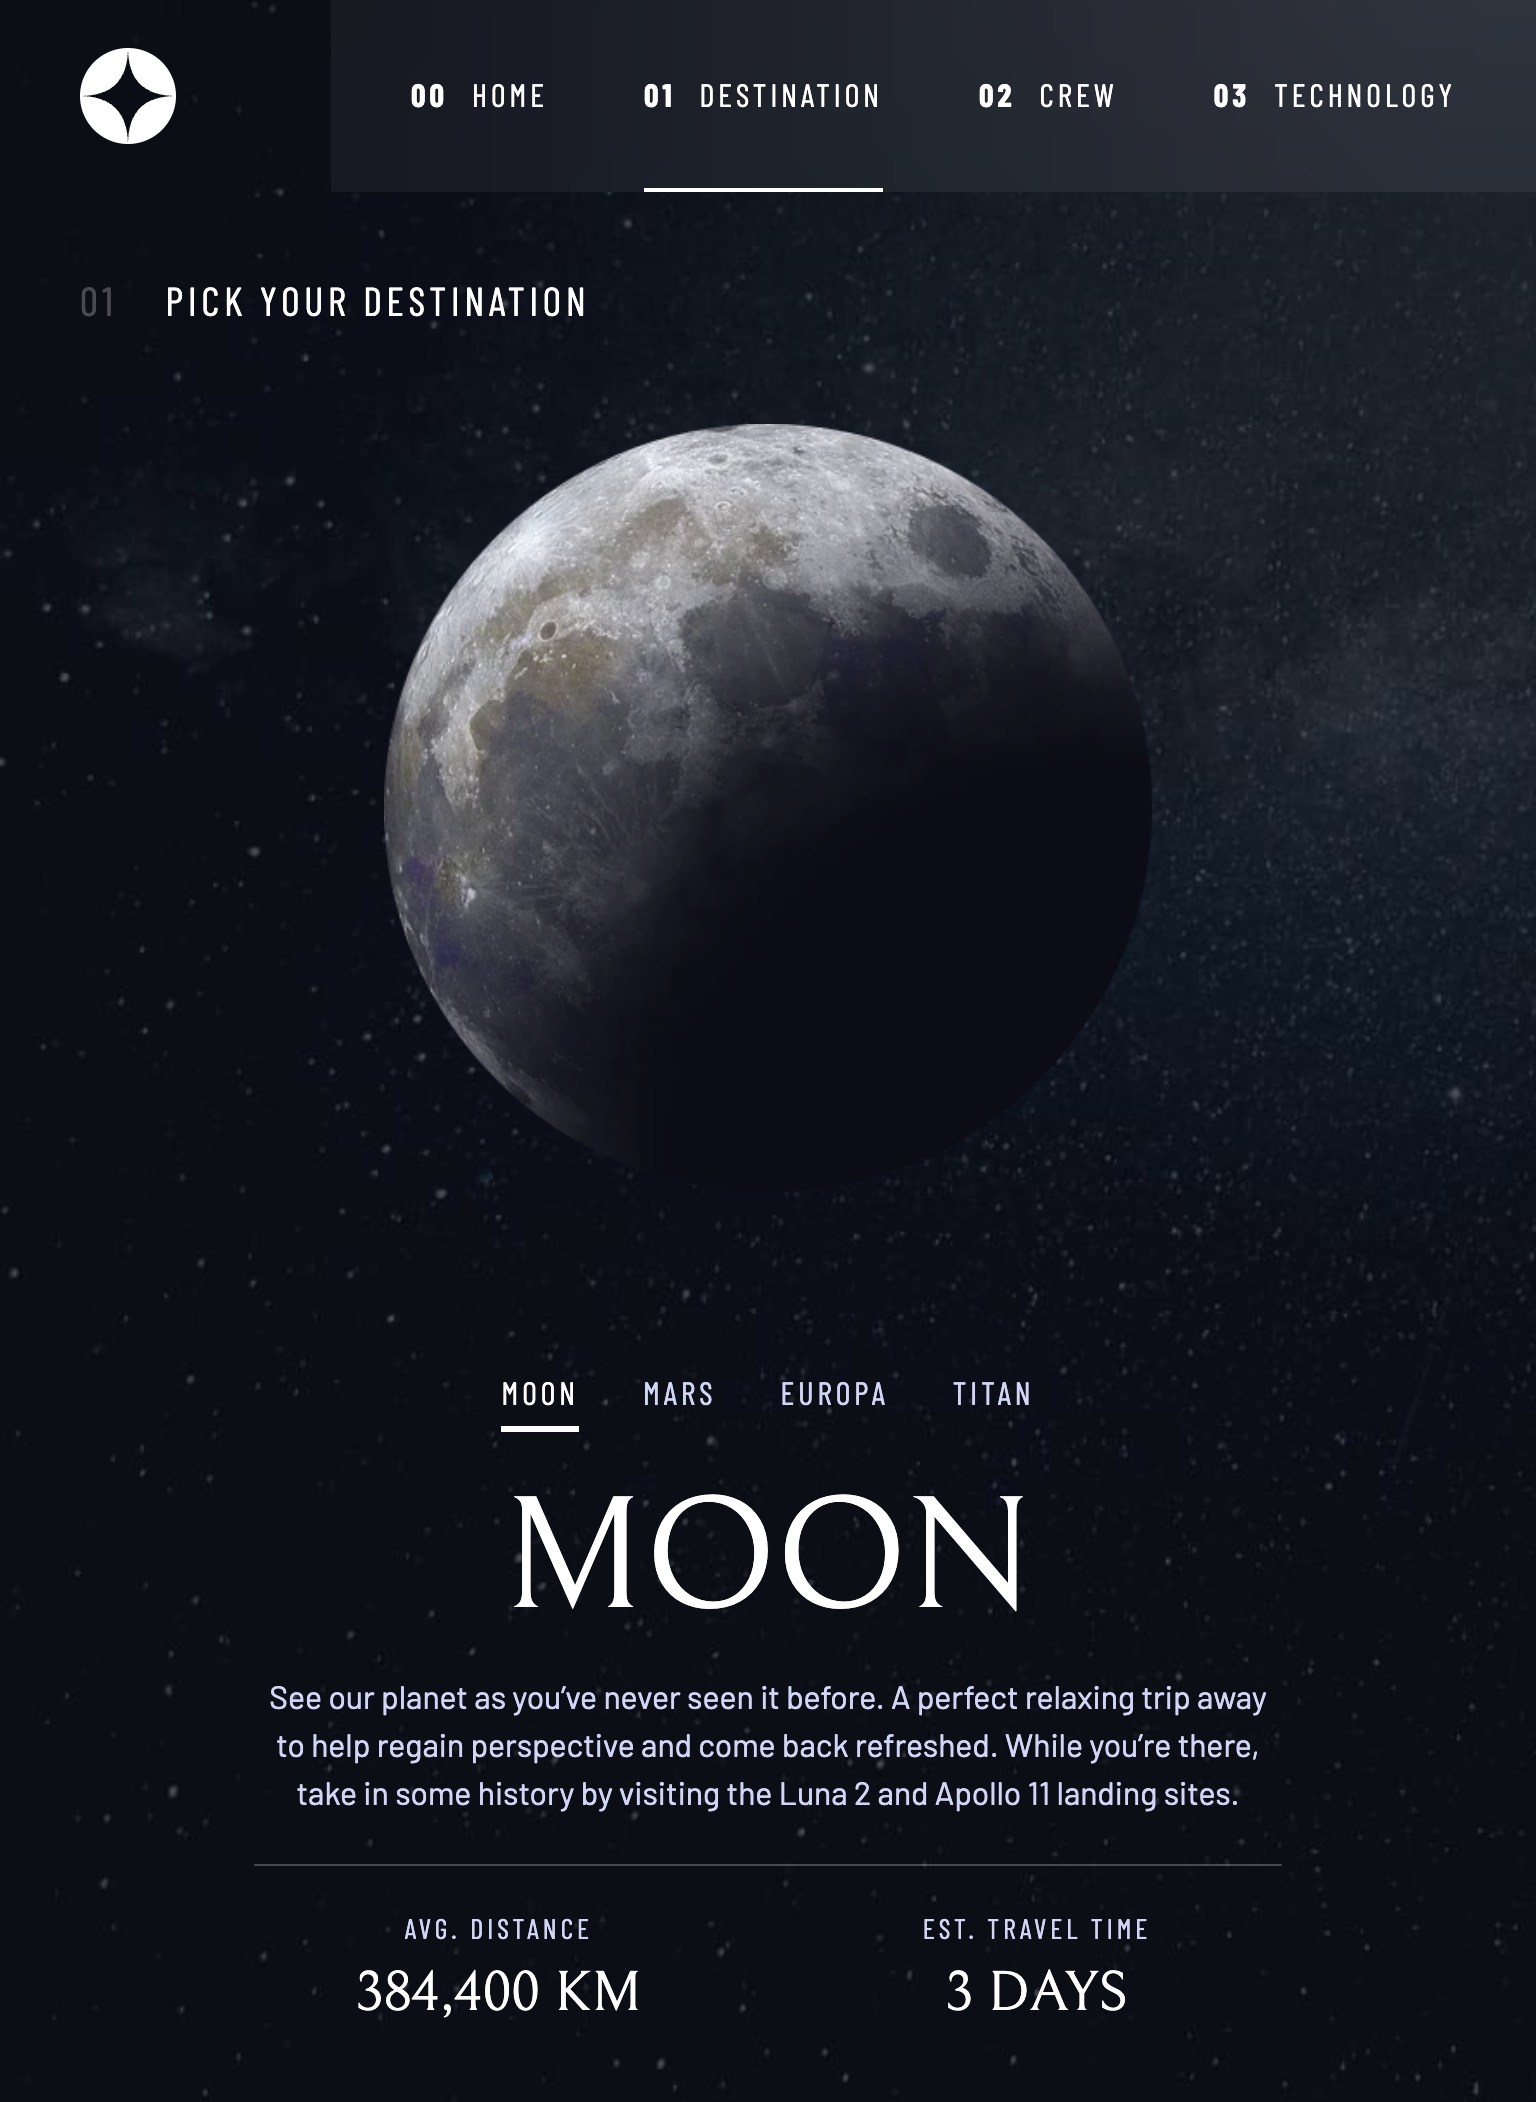 00 HOME 01 DESTINATION 02 CREW 03 TECHNOLOGY
01 PICK YOUR DESTINATION
MOON MARS EUROPA TITAN
MOON
See our planet as you’ve never seen it before. A perfect relaxing trip away
to help regain perspective and come back refreshed. While you’re there,
take in some history by visiting the Luna 2 and Apollo 11 landing sites.
AVG. DISTANCE
384,400 KM
EST. TRAVEL TIME
3 DAYS